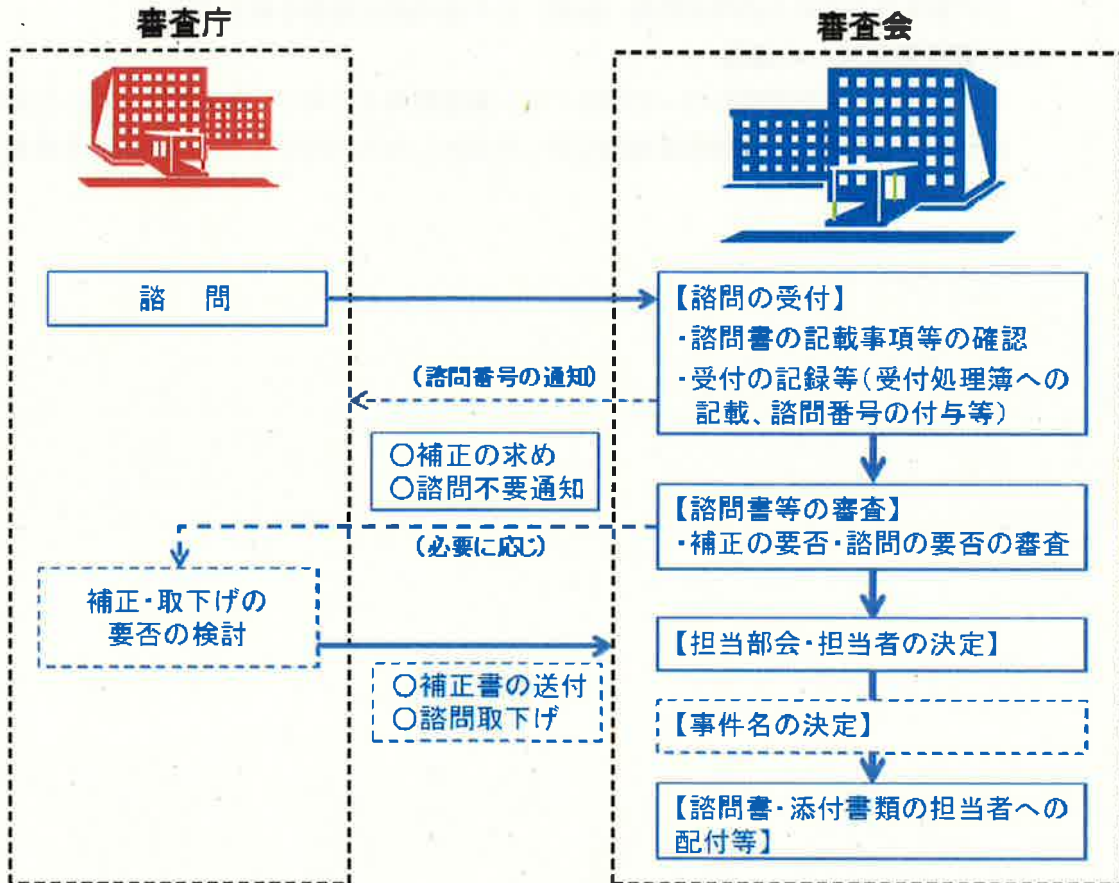 審査庁
審査会
諮 問
【諮問の受付】
・諮問書の記載事項等の確認
・受付の記録等(受付処理簿への
記載、諮問番号の付与等)
(諮問番号の通知)
○補正の求め
○諮問不要通知
【諮問書等の審査】
・補正の要否・諮問の要否の審査
(必要に応じ)
補正・取下げの
要否の検討
【担当部会・担当者の決定】
○補正書の送付
○諮問取下げ
【事件名の決定】
【諮問書・添付書類の担当者への
配付等】